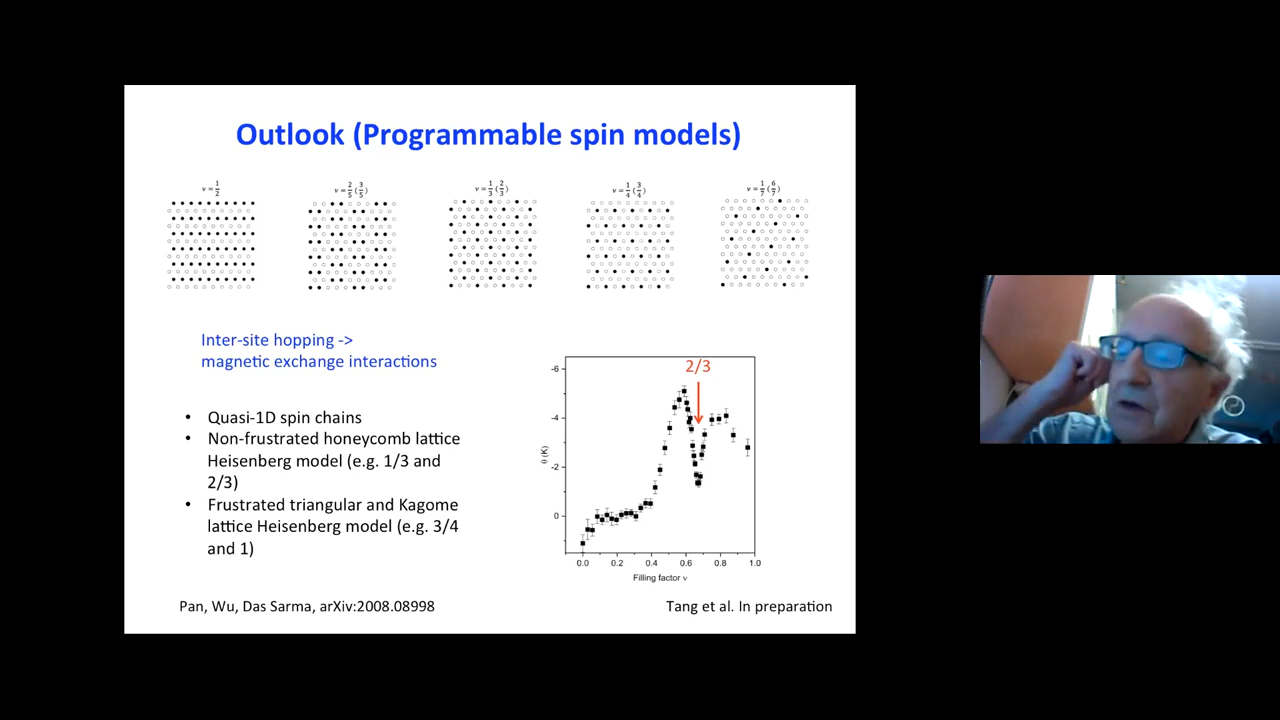 Outlook (Programmable spin models)
ν = 1/2
ν = 2/5 (3/5)
ν = 1/3 (2/3)
ν = 1/4 (3/4)
ν = 1/7 (6/7)
Inter-site hopping ->
magnetic exchange interactions
• Quasi-1D spin chains
• Non-frustrated honeycomb lattice
Heisenberg model (e.g. 1/3 and
2/3)
• Frustrated triangular and Kagome
lattice Heisenberg model (e.g. 3/4
and 1)
2/3
-6
-4
-2
0
θ (K)
0.0 0.2 0.4 0.6 0.8 1.0
Filling factor ν
Pan, Wu, Das Sarma, arXiv:2008.08998
Tang et al. In preparation